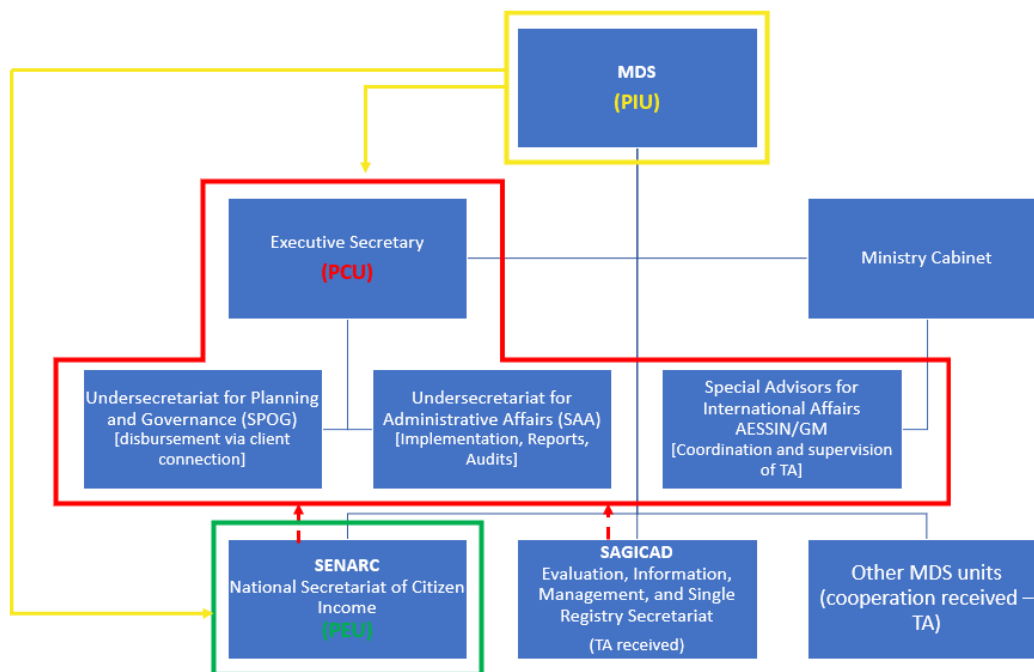 MDS
(PIU)
Executive Secretary
(PCU)
Ministry Cabinet
Undersecretariat for Planning
and Governance (SPOG)
[disbursement via client
connection]
Undersecretariat for
Administrative Affairs (SAA)
[Implementation, Reports,
Audits]
Special Advisors for
International Affairs
AESSIN/GM
[Coordination and supervision
of TA]
SENARC
National Secretariat of Citizen
Income
(PEU)
SAGICAD
Evaluation, Information,
Management, and Single
Registry Secretariat
(TA received)
Other MDS units
(cooperation received –
TA)